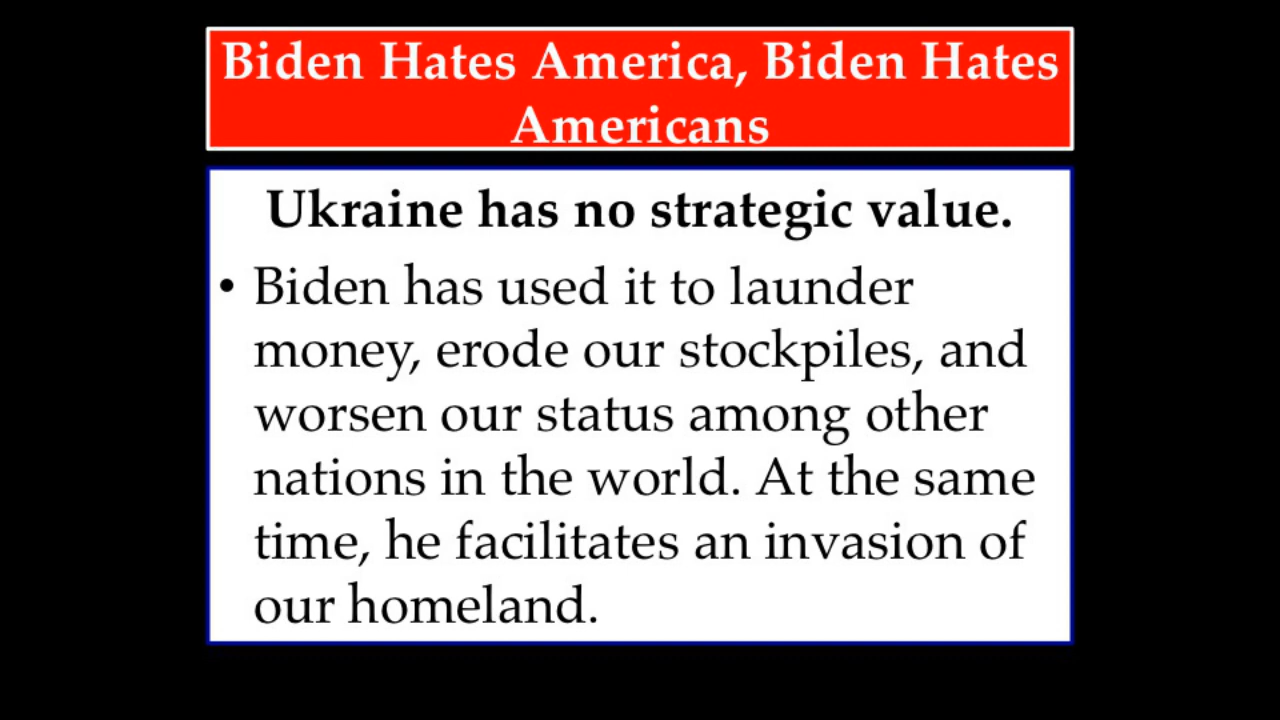 Biden Hates America, Biden Hates
Americans
Ukraine has no strategic value.
• Biden has used it to launder
money, erode our stockpiles, and
worsen our status among other
nations in the world. At the same
time, he facilitates an invasion of
our homeland.